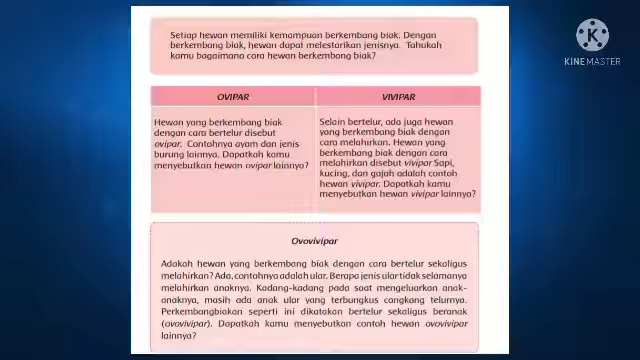 Setiap hewan memiliki kemampuan berkembang biak. Dengan
berkembang biak, hewan dapat melestarikan jenisnya. Tahukah
kamu bagaimana cara hewan berkembang biak?
KINEMASTER
OVIPAR
Hewan yang berkembang biak
dengan cara bertelur disebut
ovipar. Contohnya ayam dan jenis
burung lainnya. Dapatkah kamu
menyebutkan hewan ovipar lainnya?
VIVIPAR
Selain bertelur, ada juga hewan
yang berkembang biak dengan
cara melahirkan. Hewan yang
berkembang biak dengan cara
melahirkan disebut vivipar Sapi,
kucing, dan gajah adalah contoh
hewan vivipar. Dapatkah kamu
menyebutkan hewan vivipar lainnya?
Ovovivipar
Adakah hewan yang berkembang biak dengan cara bertelur sekaligus
melahirkan? Ada, contohnya adalah ular. Berapa jenis ular tidak selamanya
melahirkan anaknya. Kadang-kadang pada saat mengeluarkan anak-
anaknya, masih ada anak ular yang terbungkus cangkang telurnya.
Perkembangbiakan seperti ini dikatakan bertelur sekaligus beranak
(ovovivipar). Dapatkah kamu menyebutkan contoh hewan ovovivipar
lainnya?